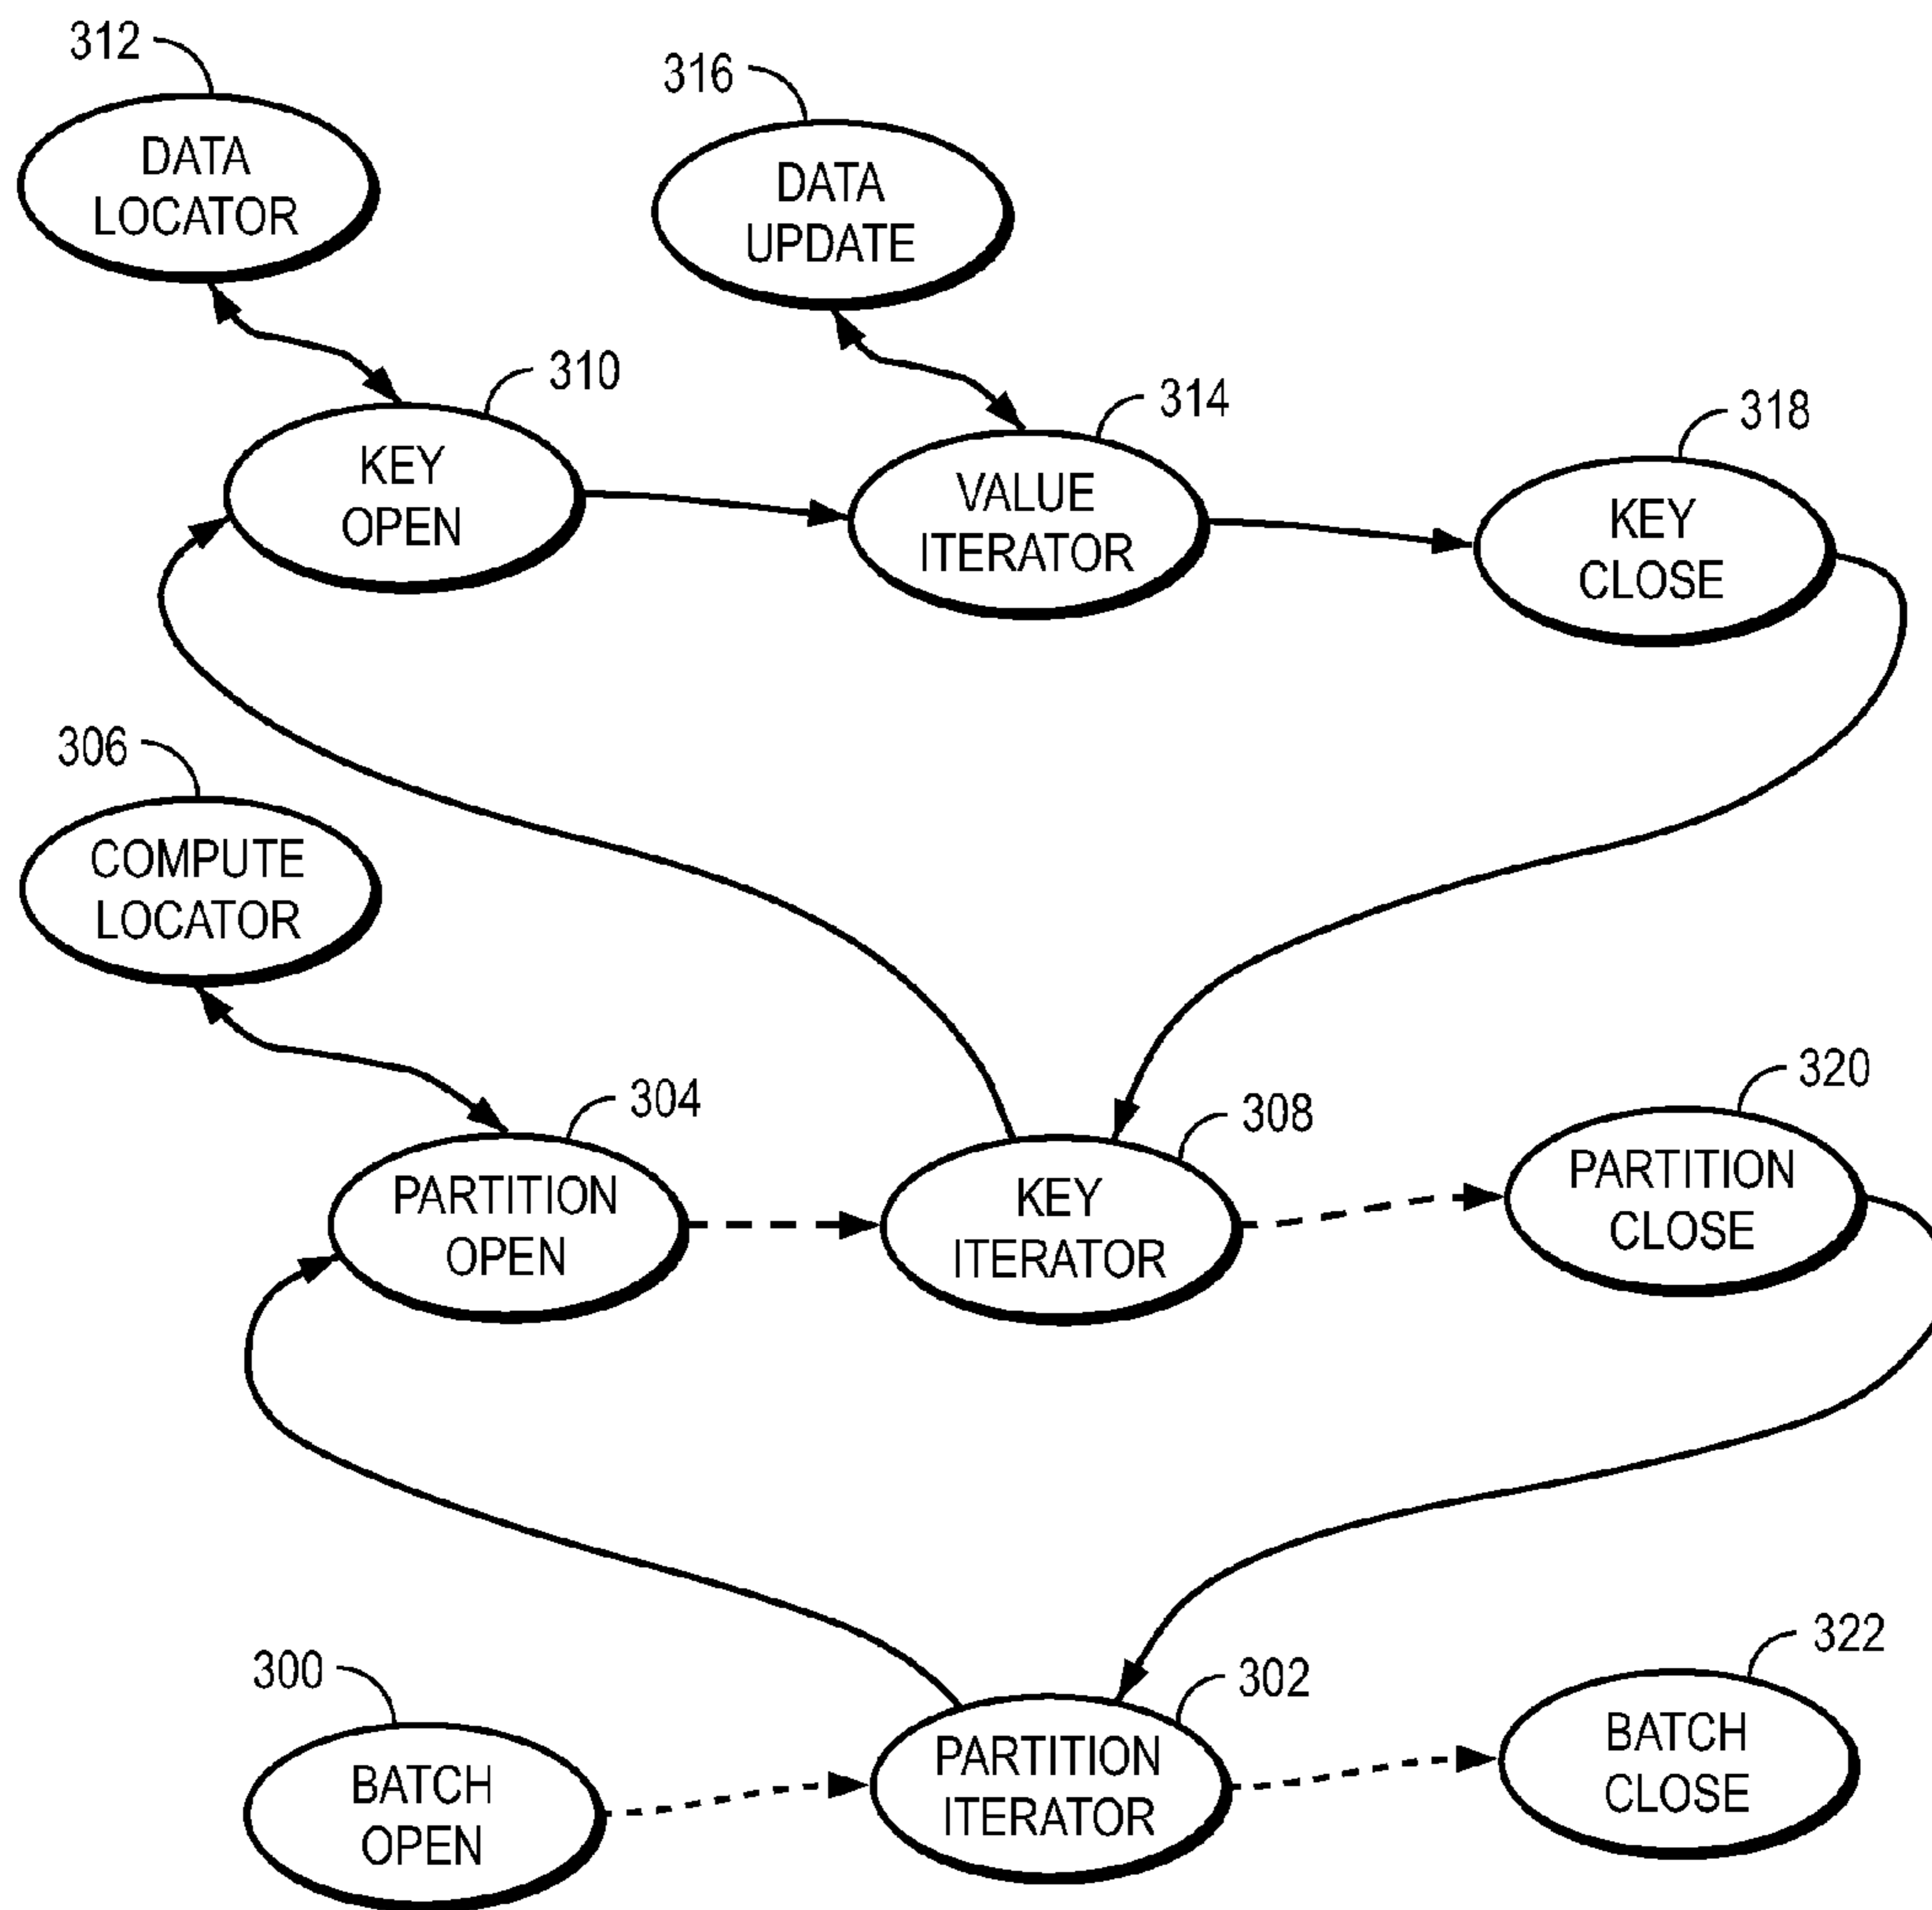 312
DATA
LOCATOR
316
DATA
UPDATE
310
KEY
OPEN
314
VALUE
ITERATOR
318
KEY
CLOSE
306
COMPUTE
LOCATOR
304
PARTITION
OPEN
308
KEY
ITERATOR
320
PARTITION
CLOSE
300
BATCH
OPEN
302
PARTITION
ITERATOR
322
BATCH
CLOSE